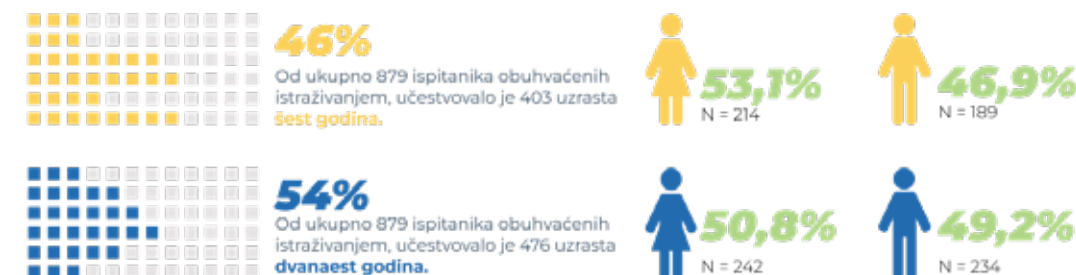 46%
Od ukupno 879 ispitanika obuhvaćenih
istraživanjem, učestvovalo je 403 uzrasta
šest godina.
53,1%
N = 214
46,9%
N = 189
54%
Od ukupno 879 ispitanika obuhvaćenih
istraživanjem, učestvovalo je 476 uzrasta
dvanaest godina.
50,8%
N = 242
49,2%
N = 234